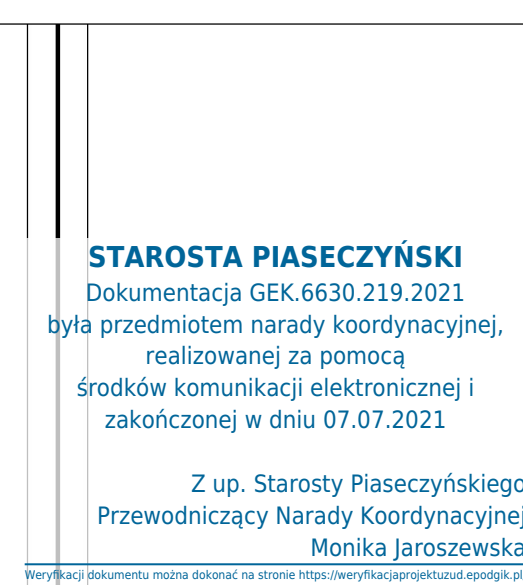 STAROSTA PIASECZYŃSKI
Dokumentacja GEK.6630.219.2021
była przedmiotem narady koordynacyjnej,
realizowanej za pomocą
środków komunikacji elektronicznej i
zakończonej w dniu 07.07.2021
Z up. Starosty Piaseczyńskiego
Przewodniczący Narady Koordynacyjnej
Monika Jaroszewska
Weryfikacji dokumentu można dokonać na stronie https://weryfikacjaprojektuzud.epodgik.pl